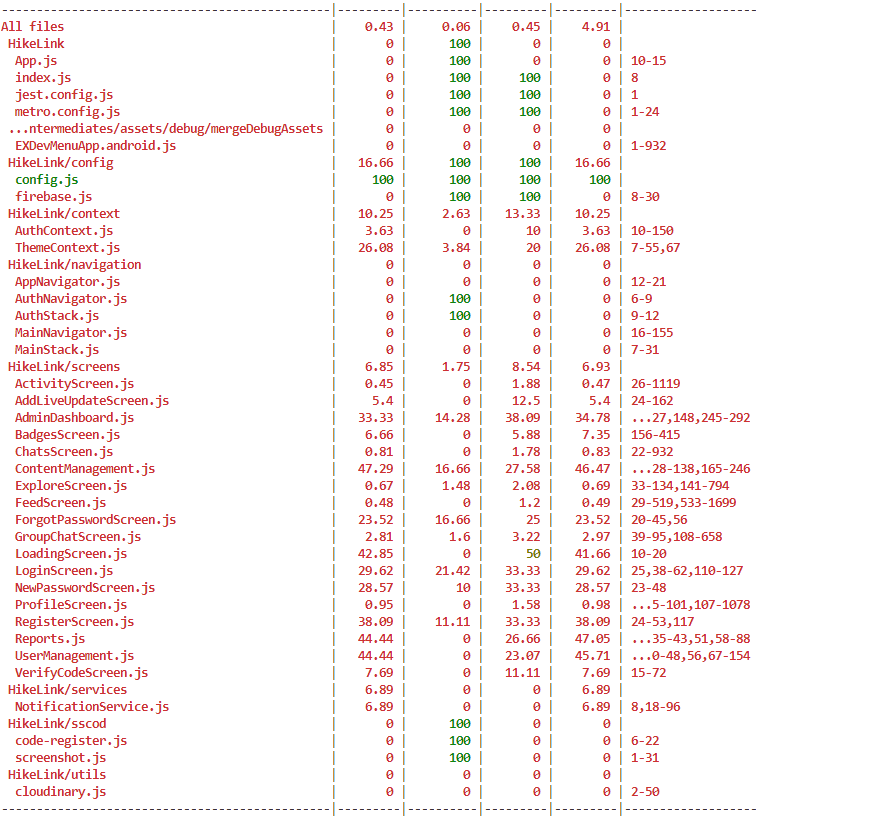 -----------------------------------------|---------|---------|---------|---------|-------------------
All files | 0.43 | 0.06 | 0.45 | 4.91 |
HikeLink | 0 | 100 | 0 | 0 |
App.js | 0 | 100 | 0 | 0 | 10-15
index.js | 0 | 100 | 100 | 0 | 8
jest.config.js | 0 | 100 | 100 | 0 | 1
metro.config.js | 0 | 100 | 100 | 0 | 1-24
...ntermediates/assets/debug/mergeDebugAssets | 0 | 0 | 0 | 0 |
EXDevMenuApp.android.js | 0 | 0 | 0 | 0 | 1-932
HikeLink/config | 16.66 | 100 | 100 | 16.66 |
config.js | 100 | 100 | 100 | 100 |
firebase.js | 0 | 100 | 100 | 0 | 8-30
HikeLink/context | 10.25 | 2.63 | 13.33 | 10.25 |
AuthContext.js | 3.63 | 0 | 10 | 3.63 | 10-150
ThemeContext.js | 26.08 | 3.84 | 20 | 26.08 | 7-55,67
HikeLink/navigation | 0 | 0 | 0 | 0 |
AppNavigator.js | 0 | 0 | 0 | 0 | 12-21
AuthNavigator.js | 0 | 100 | 0 | 0 | 6-9
AuthStack.js | 0 | 100 | 0 | 0 | 9-12
MainNavigator.js | 0 | 0 | 0 | 0 | 16-155
MainStack.js | 0 | 0 | 0 | 0 | 7-31
HikeLink/screens | 6.85 | 1.75 | 8.54 | 6.93 |
ActivityScreen.js | 0.45 | 0 | 1.88 | 0.47 | 26-1119
AddLiveUpdateScreen.js | 5.4 | 0 | 12.5 | 5.4 | 24-162
AdminDashboard.js | 33.33 | 14.28 | 38.09 | 34.78 | ...27,148,245-292
BadgesScreen.js | 6.66 | 0 | 5.88 | 7.35 | 156-415
ChatsScreen.js | 0.81 | 0 | 1.78 | 0.83 | 22-932
ContentManagement.js | 47.29 | 16.66 | 27.58 | 46.47 | ...28-138,165-246
ExploreScreen.js | 0.67 | 1.48 | 2.08 | 0.69 | 33-134,141-794
FeedScreen.js | 0.48 | 0 | 1.2 | 0.49 | 29-519,533-1699
ForgotPasswordScreen.js | 23.52 | 16.66 | 25 | 23.52 | 20-45,56
GroupChatScreen.js | 2.81 | 1.6 | 3.22 | 2.97 | 39-95,108-658
LoadingScreen.js | 42.85 | 0 | 50 | 41.66 | 10-20
LoginScreen.js | 29.62 | 21.42 | 33.33 | 29.62 | 25,38-62,110-127
NewPasswordScreen.js | 28.57 | 10 | 33.33 | 28.57 | 23-48
ProfileScreen.js | 0.95 | 0 | 1.58 | 0.98 | ...5-101,107-1078
RegisterScreen.js | 38.09 | 11.11 | 33.33 | 38.09 | 24-53,117
Reports.js | 44.44 | 0 | 26.66 | 47.05 | ...35-43,51,58-88
UserManagement.js | 44.44 | 0 | 23.07 | 45.71 | ...0-48,56,67-154
VerifyCodeScreen.js | 7.69 | 0 | 11.11 | 7.69 | 15-72
HikeLink/services | 6.89 | 0 | 0 | 6.89 |
NotificationService.js | 6.89 | 0 | 0 | 6.89 | 8,18-96
HikeLink/sscod | 0 | 100 | 0 | 0 |
code-register.js | 0 | 100 | 0 | 0 | 6-22
screenshot.js | 0 | 100 | 0 | 0 | 1-31
HikeLink/utils | 0 | 0 | 0 | 0 |
cloudinary.js | 0 | 0 | 0 | 0 | 2-50
-----------------------------------------|---------|---------|---------|---------|-------------------